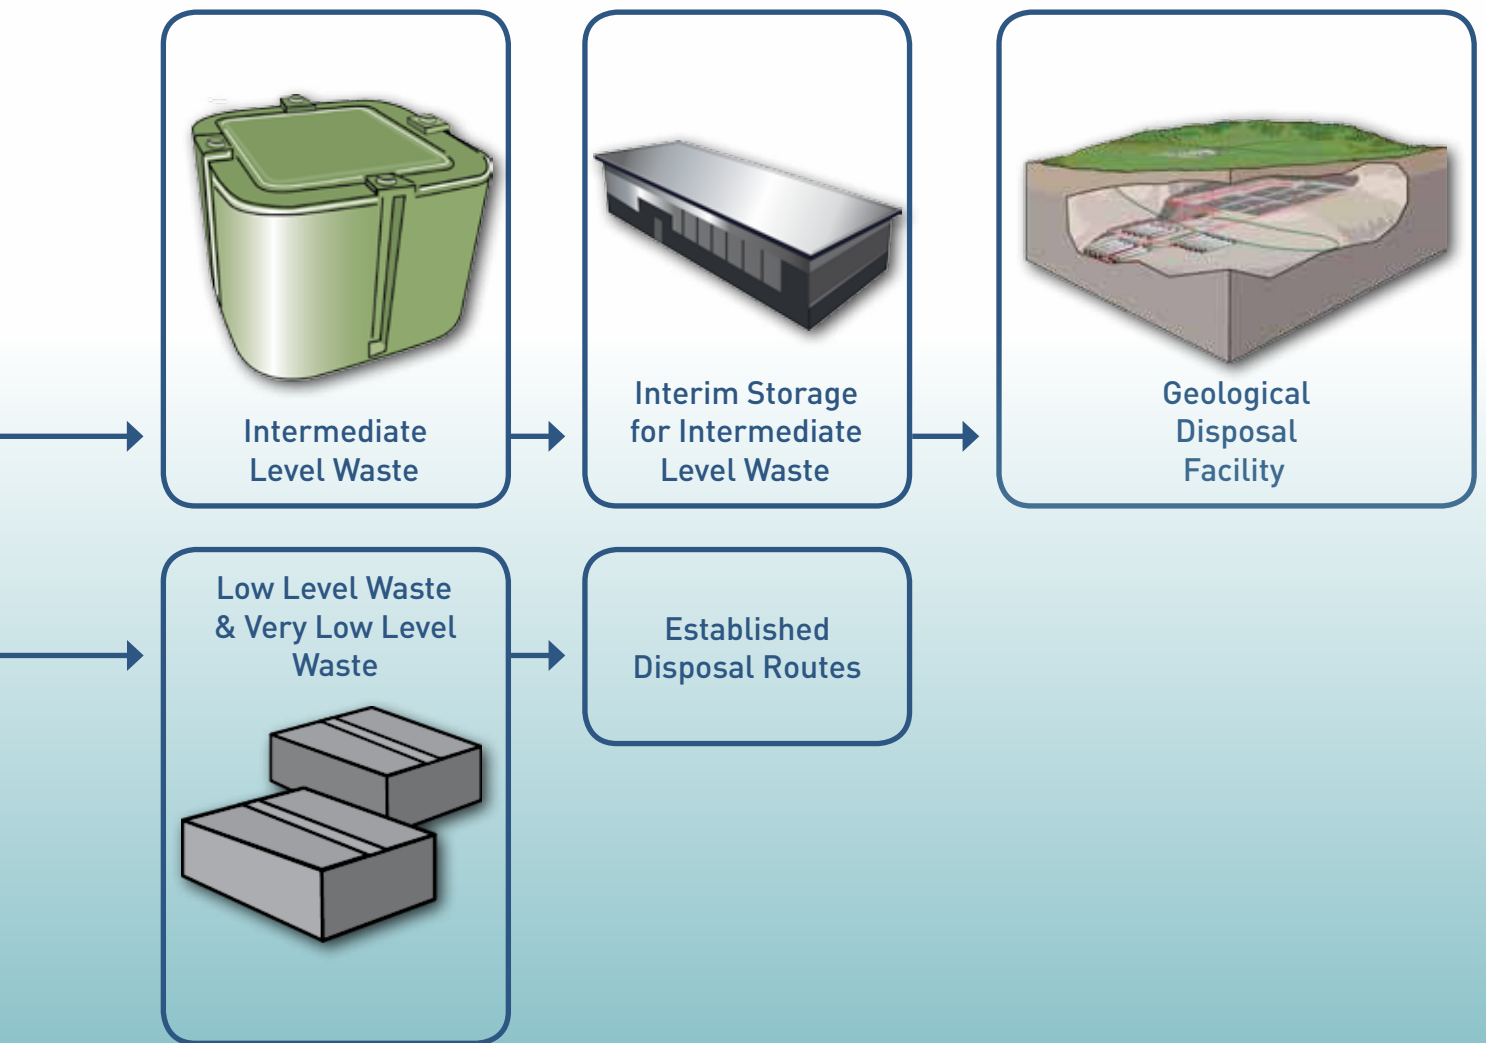 Intermediate
Level Waste
Interim Storage
for Intermediate
Level Waste
Geological
Disposal
Facility
Low Level Waste
& Very Low Level
Waste
Established
Disposal Routes